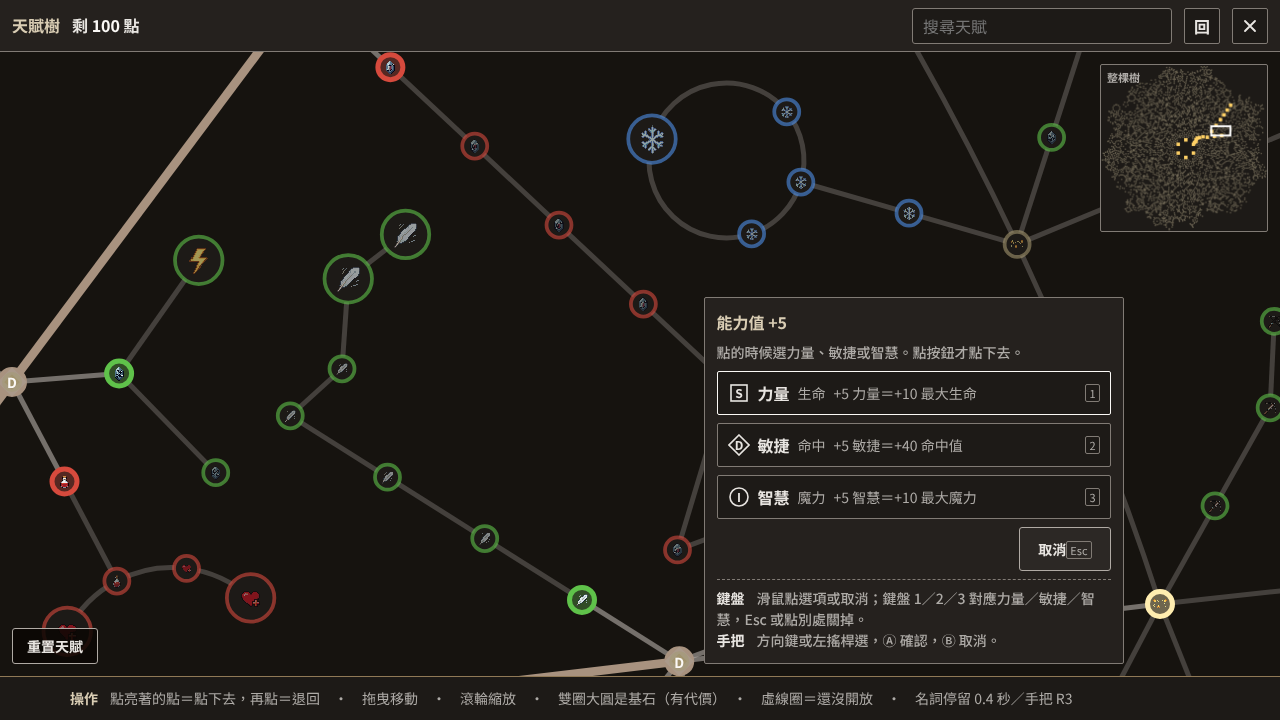 天賦樹 剩 100 點
搜尋天賦
回
整棵樹
D
能力值 +5
點的時候選力量、敏捷或智慧。點按鈕才點下去。
S 力量 生命 +5 力量＝+10 最大生命 1
D 敏捷 命中 +5 敏捷＝+40 命中值 2
I 智慧 魔力 +5 智慧＝+10 最大魔力 3
取消 Esc
鍵盤 滑鼠點選項或取消；鍵盤 1／2／3 對應力量／敏捷／智
慧，Esc 或點別處關掉。
手把 方向鍵或左搖桿選，Ⓐ 確認，Ⓑ 取消。
D
重置天賦
操作 點亮著的點＝點下去，再點＝退回 • 拖曳移動 • 滾輪縮放 • 雙圈大圓是基石（有代價） • 虛線圈＝還沒開放 • 名詞停留 0.4 秒／手把 R3